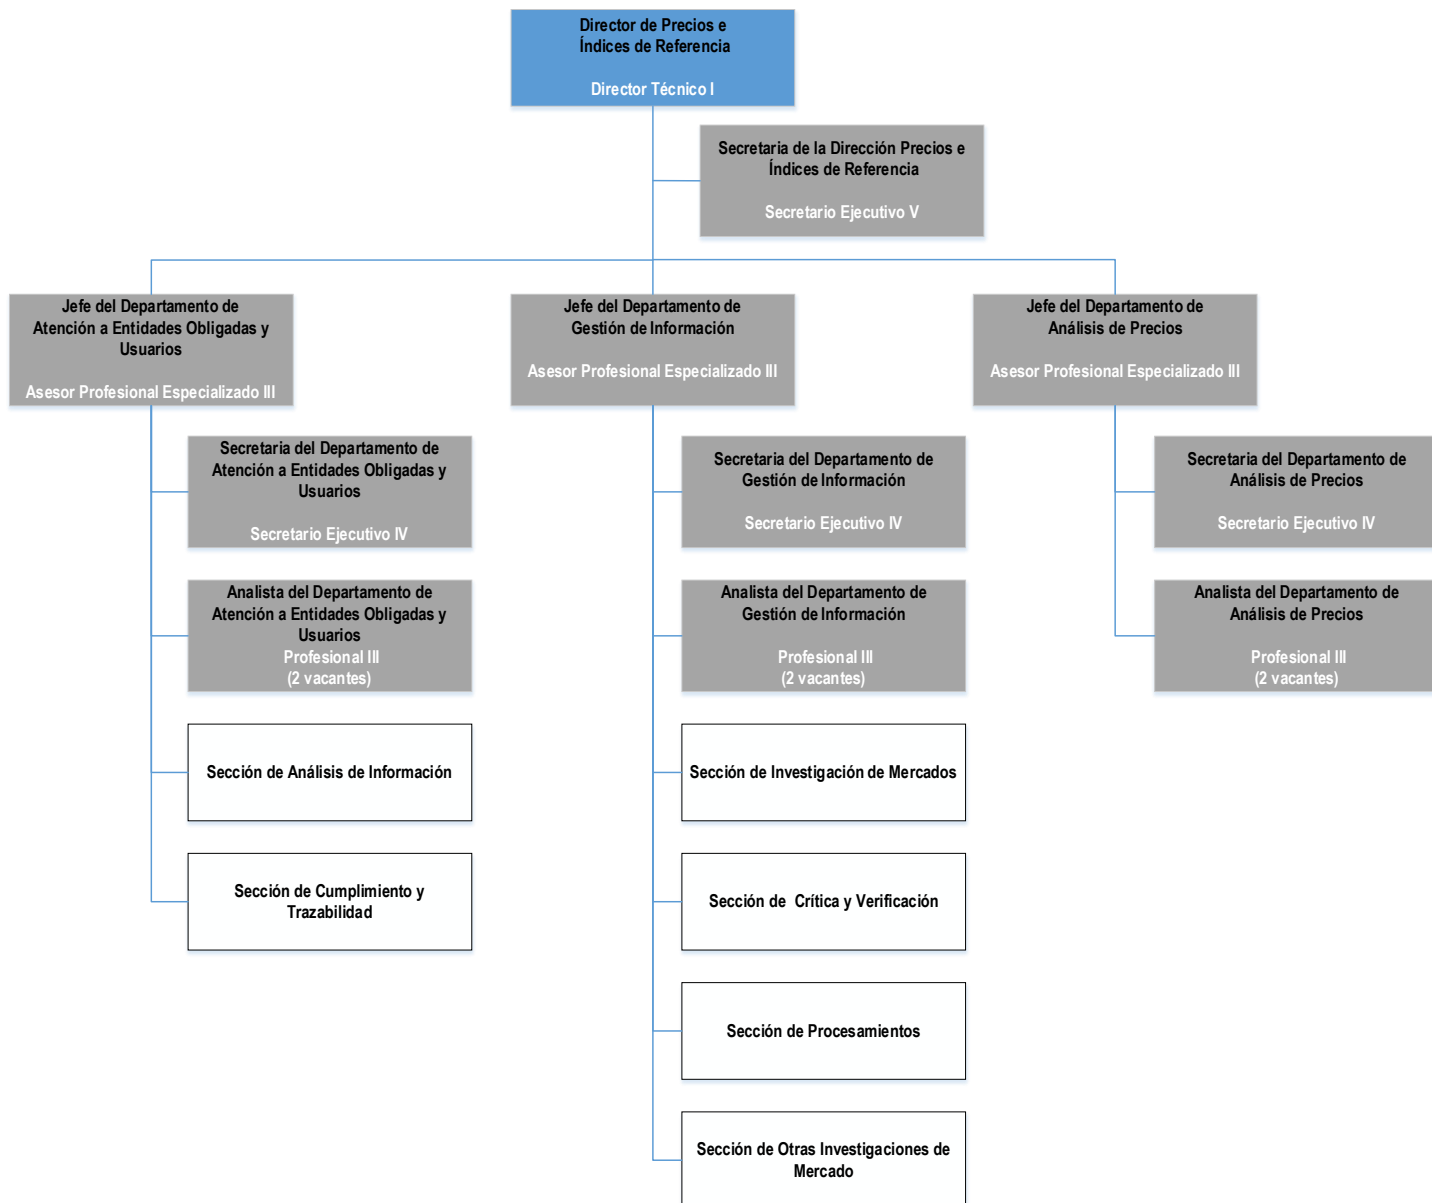 Director de Precios e
Índices de Referencia
Director Técnico I
Secretaria de la Dirección Precios e
Índices de Referencia
Secretario Ejecutivo V
Jefe del Departamento de
Atención a Entidades Obligadas y
Usuarios
Asesor Profesional Especializado III
Jefe del Departamento de
Gestión de Información
Asesor Profesional Especializado III
Jefe del Departamento de
Análisis de Precios
Asesor Profesional Especializado III
Secretaria del Departamento de
Atención a Entidades Obligadas y
Usuarios
Secretario Ejecutivo IV
Secretaria del Departamento de
Gestión de Información
Secretario Ejecutivo IV
Secretaria del Departamento de
Análisis de Precios
Secretario Ejecutivo IV
Analista del Departamento de
Atención a Entidades Obligadas y
Usuarios
Profesional III
(2 vacantes)
Analista del Departamento de
Gestión de Información
Profesional III
(2 vacantes)
Analista del Departamento de
Análisis de Precios
Profesional III
(2 vacantes)
Sección de Análisis de Información
Sección de Investigación de Mercados
Sección de Cumplimiento y
Trazabilidad
Sección de  Crítica y Verificación
Sección de Procesamientos
Sección de Otras Investigaciones de
Mercado